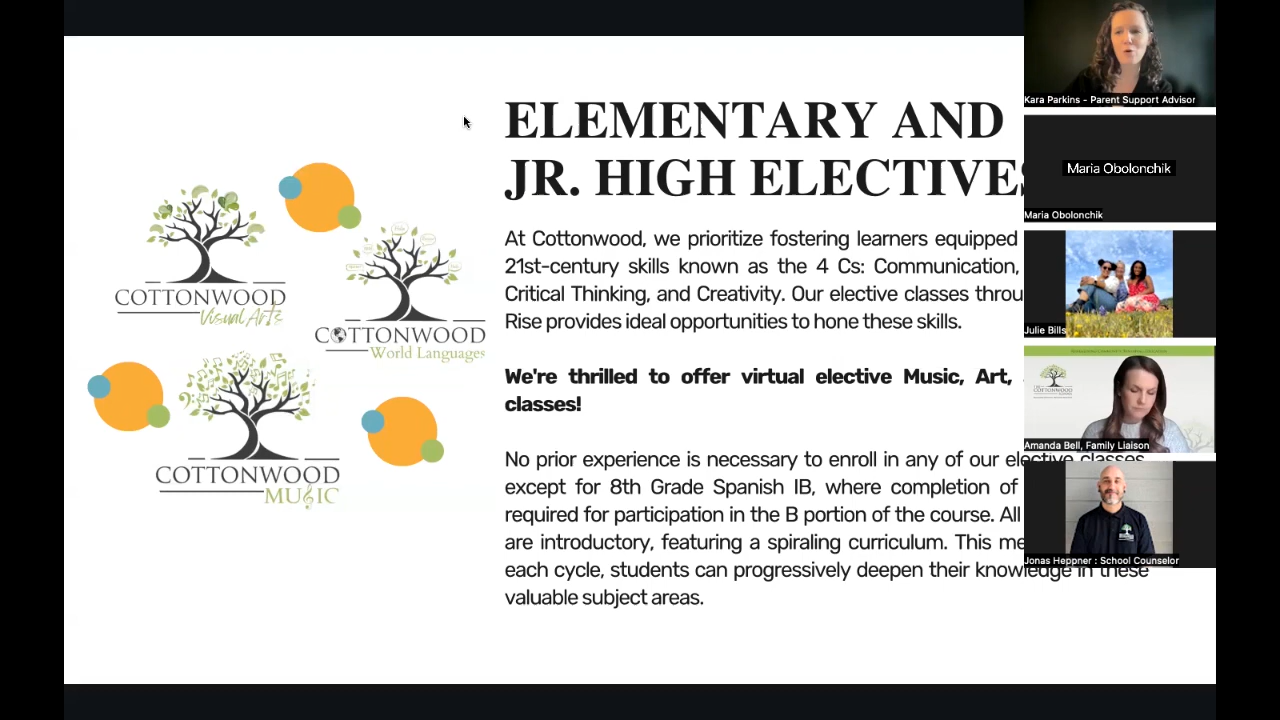 ELEMENTARY AND
JR. HIGH ELECTIVES
At Cottonwood, we prioritize fostering learners equipped
21st-century skills known as the 4 Cs: Communication,
Critical Thinking, and Creativity. Our elective classes throu
Rise provides ideal opportunities to hone these skills.
We're thrilled to offer virtual elective Music, Art,
classes!
No prior experience is necessary to enroll in any of our elective classes
except for 8th Grade Spanish IB, where completion of
required for participation in the B portion of the course. All
are introductory, featuring a spiraling curriculum. This me
each cycle, students can progressively deepen their knowledge in these
valuable subject areas.
COTTONWOOD
Visual Arts
COTTONWOOD
World Languages
COTTONWOOD
MUSIC
Kara Parkins - Parent Support Advisor
Maria Obolonchik
Maria Obolonchik
Julie Bills
Amanda Bell, Family Liaison
Jonas Heppner : School Counselor